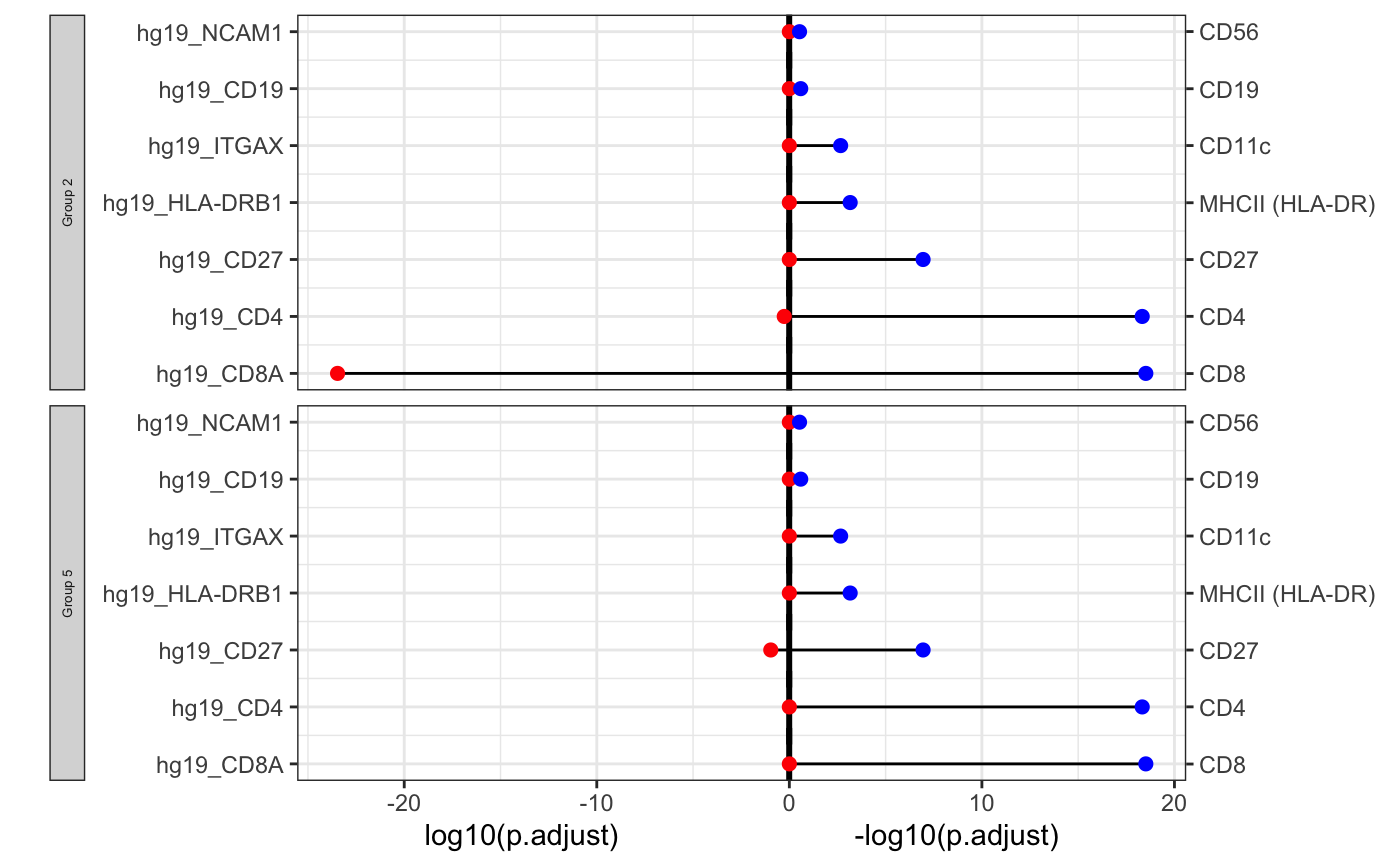 Group 2
hg19_NCAM1 CD56
hg19_CD19 CD19
hg19_ITGAX CD11c
hg19_HLA-DRB1 MHCII (HLA-DR)
hg19_CD27 CD27
hg19_CD4 CD4
hg19_CD8A CD8
Group 5
hg19_NCAM1 CD56
hg19_CD19 CD19
hg19_ITGAX CD11c
hg19_HLA-DRB1 MHCII (HLA-DR)
hg19_CD27 CD27
hg19_CD4 CD4
hg19_CD8A CD8
-20 -10 0 10 20
log10(p.adjust) -log10(p.adjust)